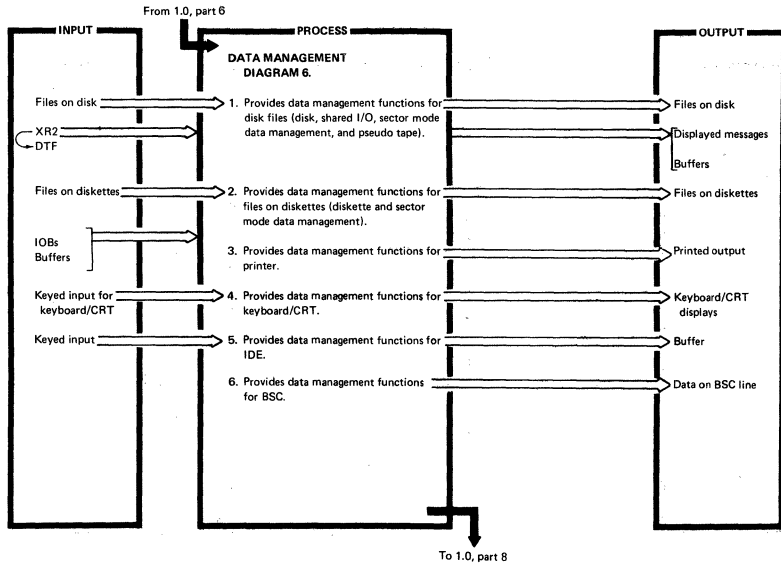 From 1.0, part 6
INPUT
PROCESS
OUTPUT
DATA MANAGEMENT
DIAGRAM 6.
Files on disk
1. Provides data management functions for
disk files (disk, shared I/O, sector mode
data management, and pseudo tape).
Files on disk
XR2
DTF
Displayed messages
Buffers
Files on diskettes
2. Provides data management functions for
files on diskette (diskette and sector
mode data management).
Files on diskettes
IOBs
Buffers
3. Provides data management functions for
printer.
Printed output
Keyed input for
keyboard/CRT
4. Provides data management functions for
keyboard/CRT.
Keyboard/CRT
displays
Keyed input
5. Provides data management functions for
IDE.
Buffer
6. Provides data management functions
for BSC.
Data on BSC line
To 1.0, part 8